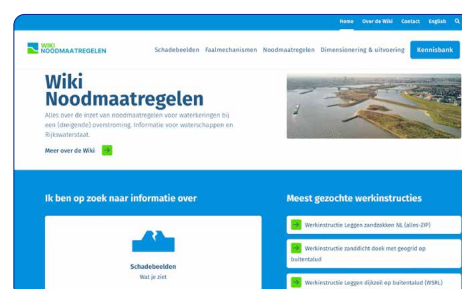 Home Over de Wiki Contact English
WIKI
NOODMAATREGELEN
Schadebeelden Faalmechanismen Noodmaatregelen Dimensionering & uitvoering Kennisbank
Wiki
Noodmaatregelen
Alles over de inzet van noodmaatregelen voor waterkeringen bij
een (dreigende) overstroming. Informatie voor waterschappen en
Rijkswaterstaat.
Meer over de Wiki
Ik ben op zoek naar informatie over
Schadebeelden
Wat je ziet
Meest gezochte werkinstructies
Werkinstructie Leggen zandzakken NL (alles-ZIP)
Werkinstructie zanddicht doek met geogrid op
buitentalud
Werkinstructie Leggen dijkzeil op buitentalud (WSRL)